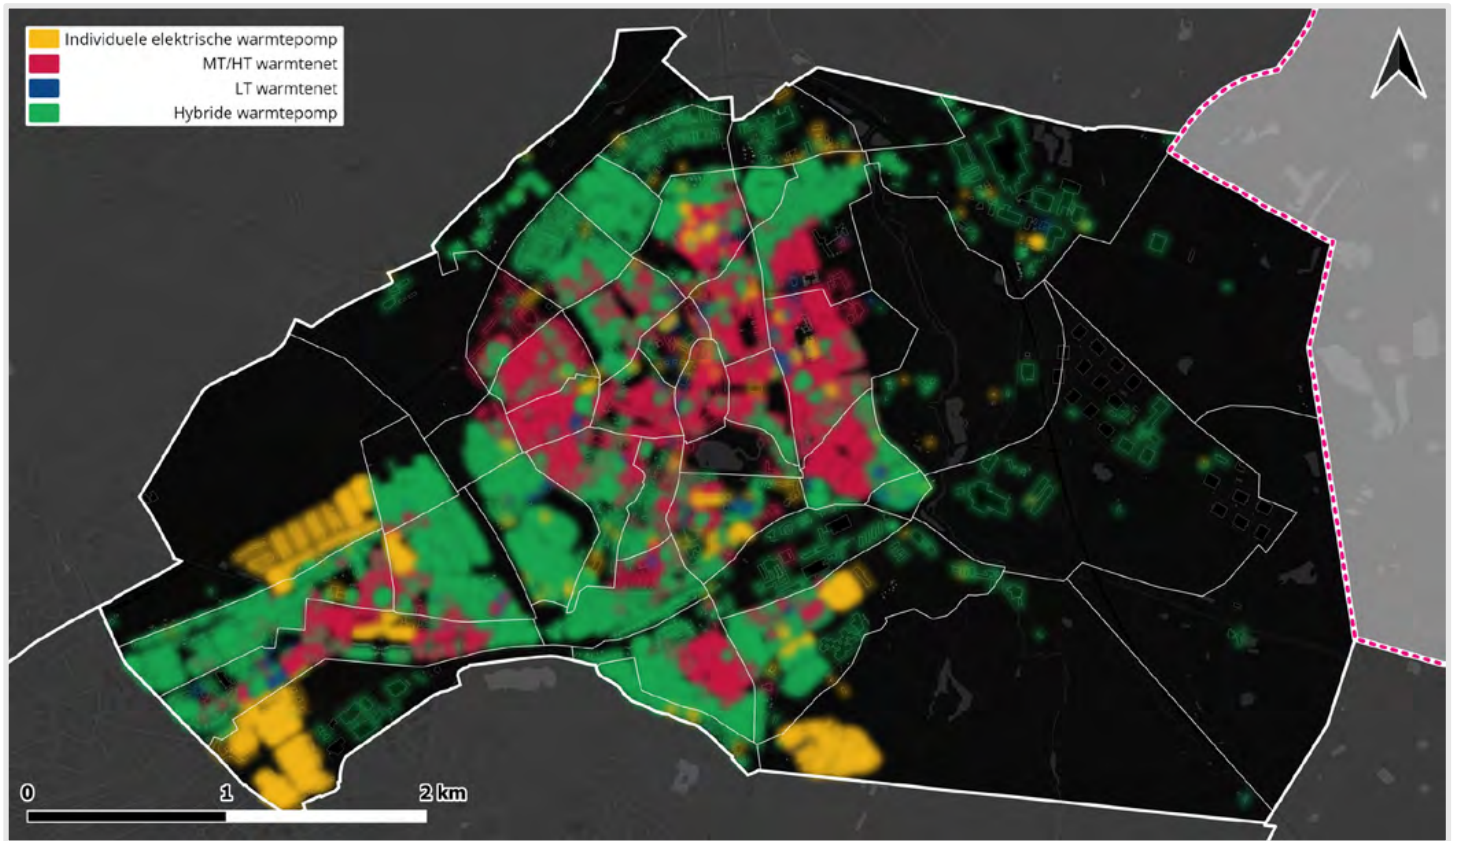 Individuele elektrische warmtepomp
MT/HT warmtenet
LT warmtenet
Hybride warmtepomp
0 1 2 km